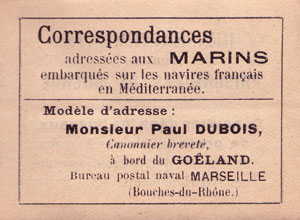 Correspondances
adressées aux MARINS
embarqués sur les navires français
en Méditerranée.
Modèle d'adresse :
Monsieur Paul DUBOIS,
Canonnier breveté,
à bord du GOËLAND.
Bureau postal naval MARSEILLE
(Bouches-du-Rhône.)